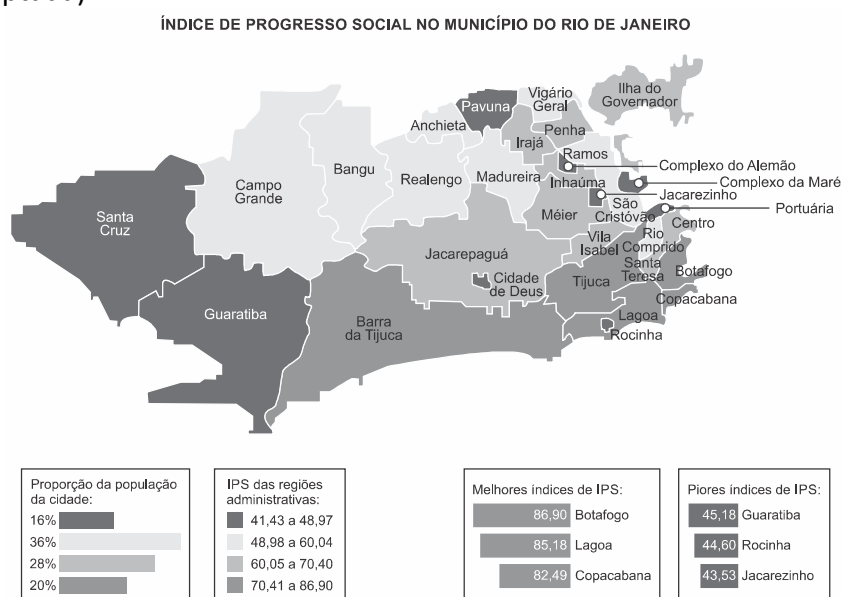 ÍNDICE DE PROGRESSO SOCIAL NO MUNICÍPIO DO RIO DE JANEIRO
Ilha do
Governador
Vigário
Geral
Pavuna
Anchieta
Penha
Irajá
Ramos
Complexo do Alemão
Bangu
Realengo
Madureira
Inhaúma
Complexo da Maré
Campo
Grande
Jacarezinho
São
Cristóvão
Portuária
Santa
Cruz
Méier
Centro
Vila
Isabel
Rio
Comprido
Jacarepaguá
Santa
Teresa
Botafogo
Cidade
de Deus
Tijuca
Copacabana
Guaratiba
Lagoa
Barra
da Tijuca
Rocinha
Proporção da população
da cidade:
16%
36%
28%
20%
IPS das regiões
administrativas:
41,43 a 48,97
48,98 a 60,04
60,05 a 70,40
70,41 a 86,90
Melhores índices de IPS:
86,90 Botafogo
85,18 Lagoa
82,49 Copacabana
Piores índices de IPS:
45,18 Guaratiba
44,60 Rocinha
43,53 Jacarezinho